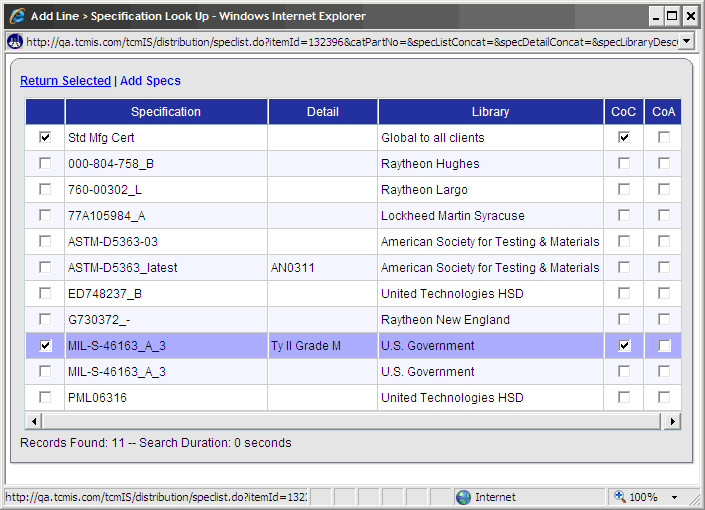 Add Line > Specification Look Up - Windows Internet Explorer
http://qa.tcmis.com/tcmIS/distribution/speclist.do?itemId=132396&catPartNo=&specListConcat=&specDetailConcat=&specLibraryDesc
Return Selected | Add Specs
Specification Detail Library CoC CoA
Std Mfg Cert Global to all clients
000-804-758_B Raytheon Hughes
760-00302_L Raytheon Largo
77A105984_A Lockheed Martin Syracuse
ASTM-D5363-03 American Society for Testing & Materials
ASTM-D5363_latest AN0311 American Society for Testing & Materials
ED748237_B United Technologies HSD
G730372_- Raytheon New England
MIL-S-46163_A_3 Ty II Grade M U.S. Government
MIL-S-46163_A_3 U.S. Government
PML06316 United Technologies HSD
Records Found: 11 -- Search Duration: 0 seconds
http://qa.tcmis.com/tcmIS/distribution/speclist.do?itemId=132 Internet 100%